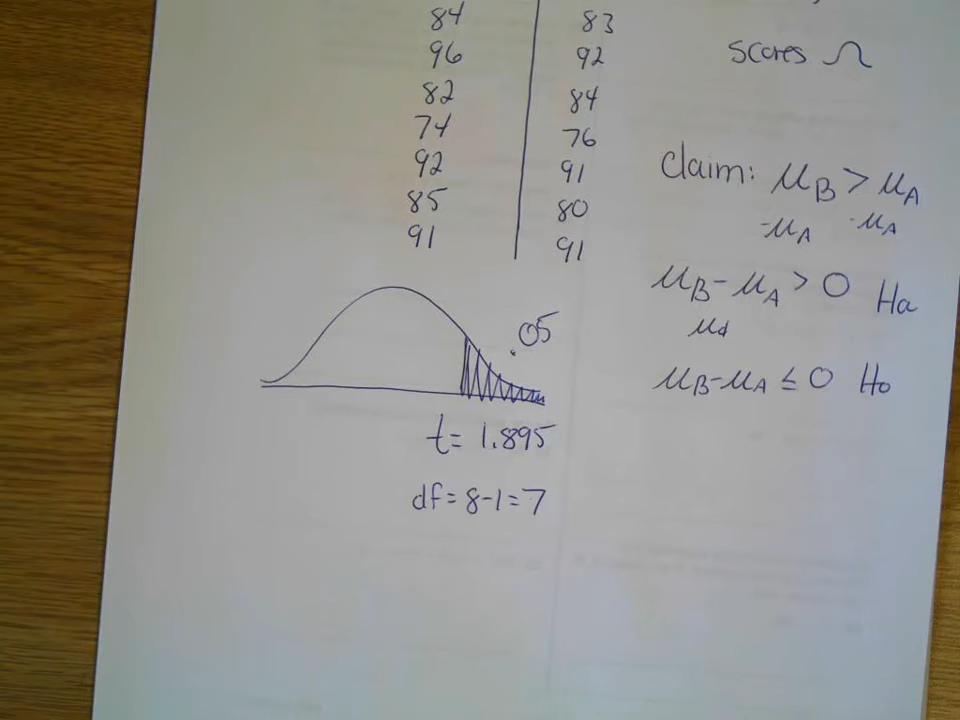 84 83
96 92
82 84
74 76
92 91
85 80
91 91
Scores
Claim: μB > μA
-μA -μA
μB - μA > 0 Ha
μd
μB - μA ≤ 0 Ho
.05
t = 1.895
df = 8-1 = 7